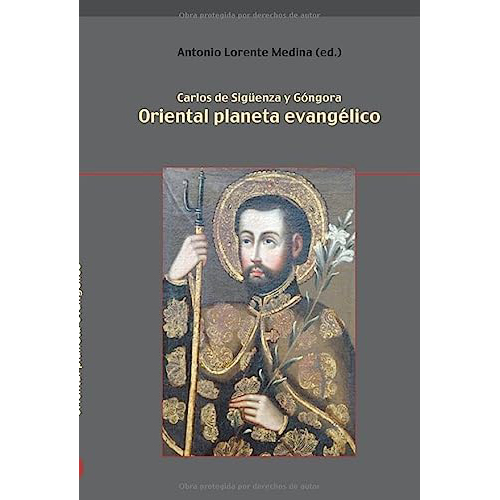 Obra protegida por derechos de autor
Antonio Lorente Medina (ed.)
Carlos de Sigüenza y Góngora
Oriental planeta evangélico
Obra protegida por derechos de autor